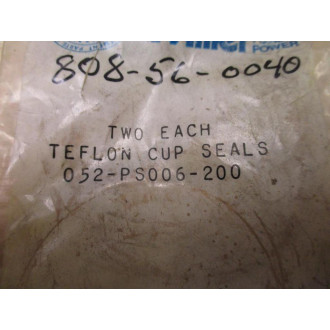 POWER
808-56-0040
TWO EACH
TEFLON CUP SEALS
052-PS006-200